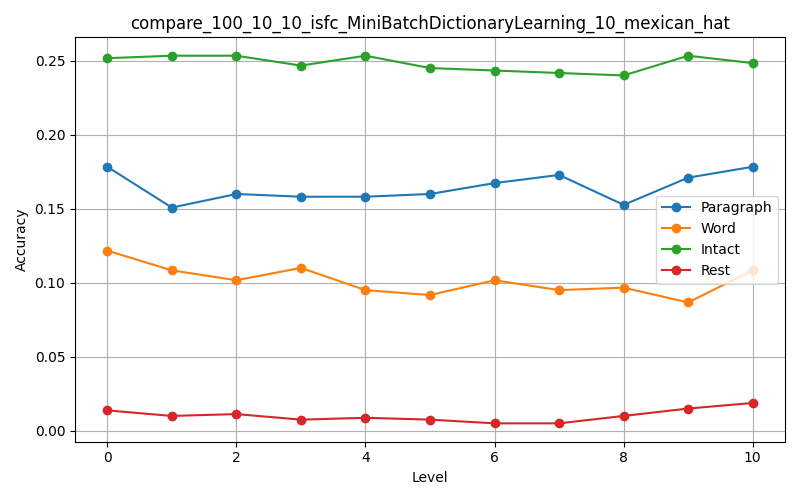 compare_100_10_10_isfc_MiniBatchDictionaryLearning_10_mexican_hat
Accuracy
0.25
0.20
0.15
0.10
0.05
0.00
Paragraph
Word
Intact
Rest
0 2 4 6 8 10
Level